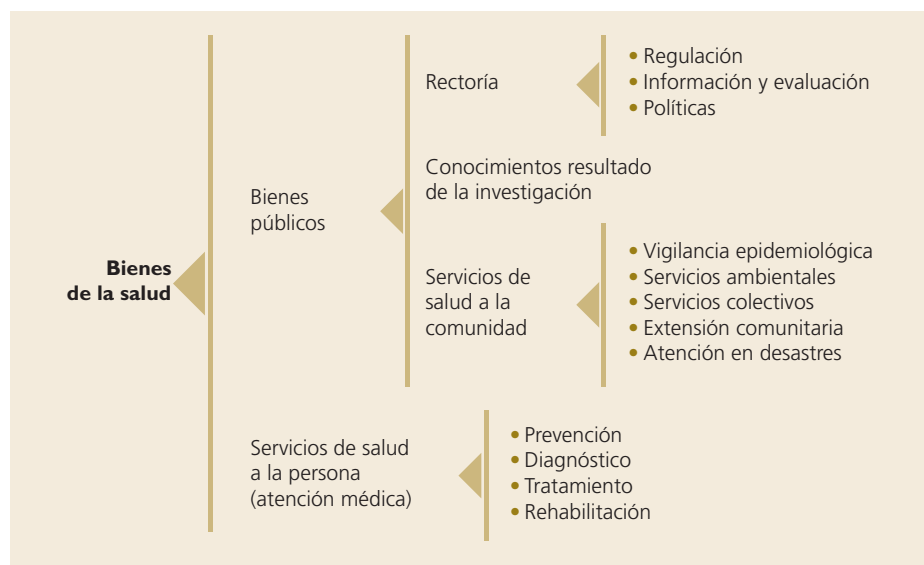 Bienes
de la salud
Bienes
públicos
Rectoría
• Regulación
• Información y evaluación
• Políticas
Conocimientos resultado
de la investigación
Servicios de
salud a la
comunidad
• Vigilancia epidemiológica
• Servicios ambientales
• Servicios colectivos
• Extensión comunitaria
• Atención en desastres
Servicios de salud
a la persona
(atención médica)
• Prevención
• Diagnóstico
• Tratamiento
• Rehabilitación